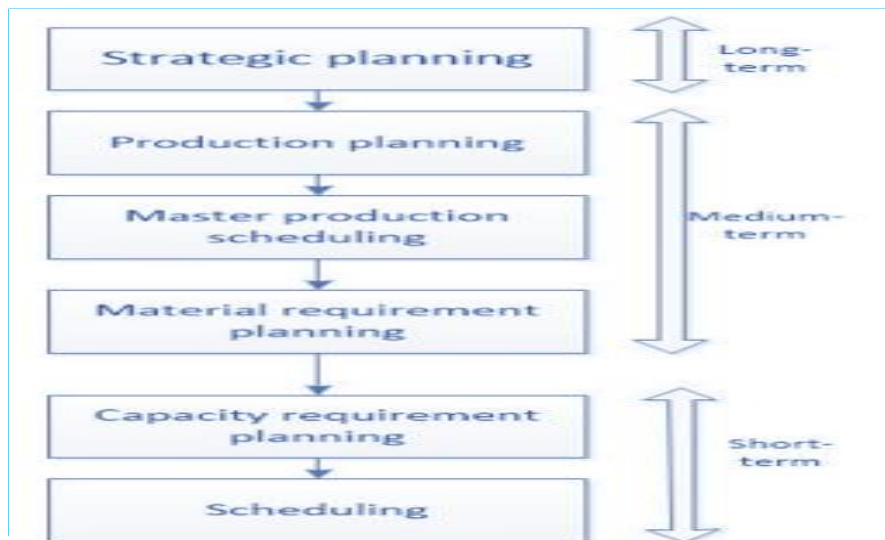 Strategic planning
Long-
term
Production planning
Master production
scheduling
Medium-
term
Material requirement
planning
Capacity requirement
planning
Short-
term
Scheduling